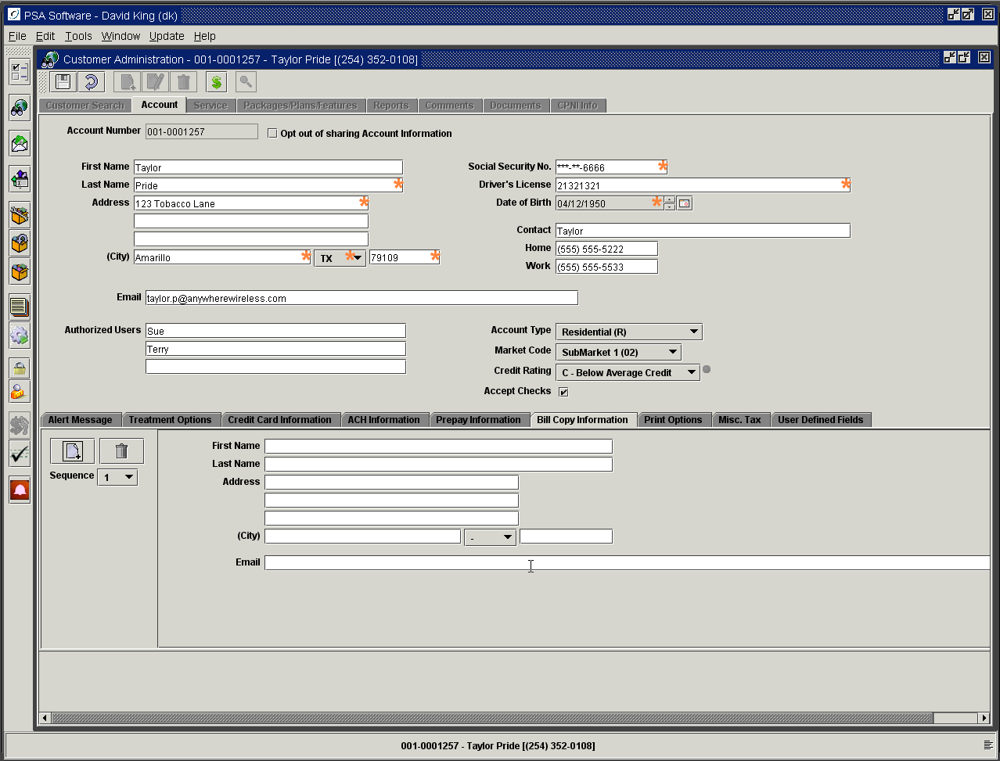 PSA Software - David King (dk)
File Edit Tools Window Update Help
Customer Administration - 001-0001257 - Taylor Pride [(254) 352-0108]
Customer Search Account Service Packages/Plans/Features Reports Comments Documents CPNI Info
Account Number 001-0001257 Opt out of sharing Account Information
First Name Taylor Social Security No. ***-**-6666
Last Name Pride Driver's License 21321321
Address 123 Tobacco Lane Date of Birth 04/12/1950
Contact Taylor
Home (555) 555-5222
(City) Amarillo TX 79109
Work (555) 555-5533
Email taylor.p@anywherewireless.com
Authorized Users Sue Account Type Residential (R)
Terry Market Code SubMarket 1 (02)
Credit Rating C - Below Average Credit
Accept Checks
Alert Message Treatment Options Credit Card Information ACH Information Prepay Information Bill Copy Information Print Options Misc. Tax User Defined Fields
First Name
Last Name
Sequence 1
Address
(City) -
Email
001-0001257 - Taylor Pride [(254) 352-0108]